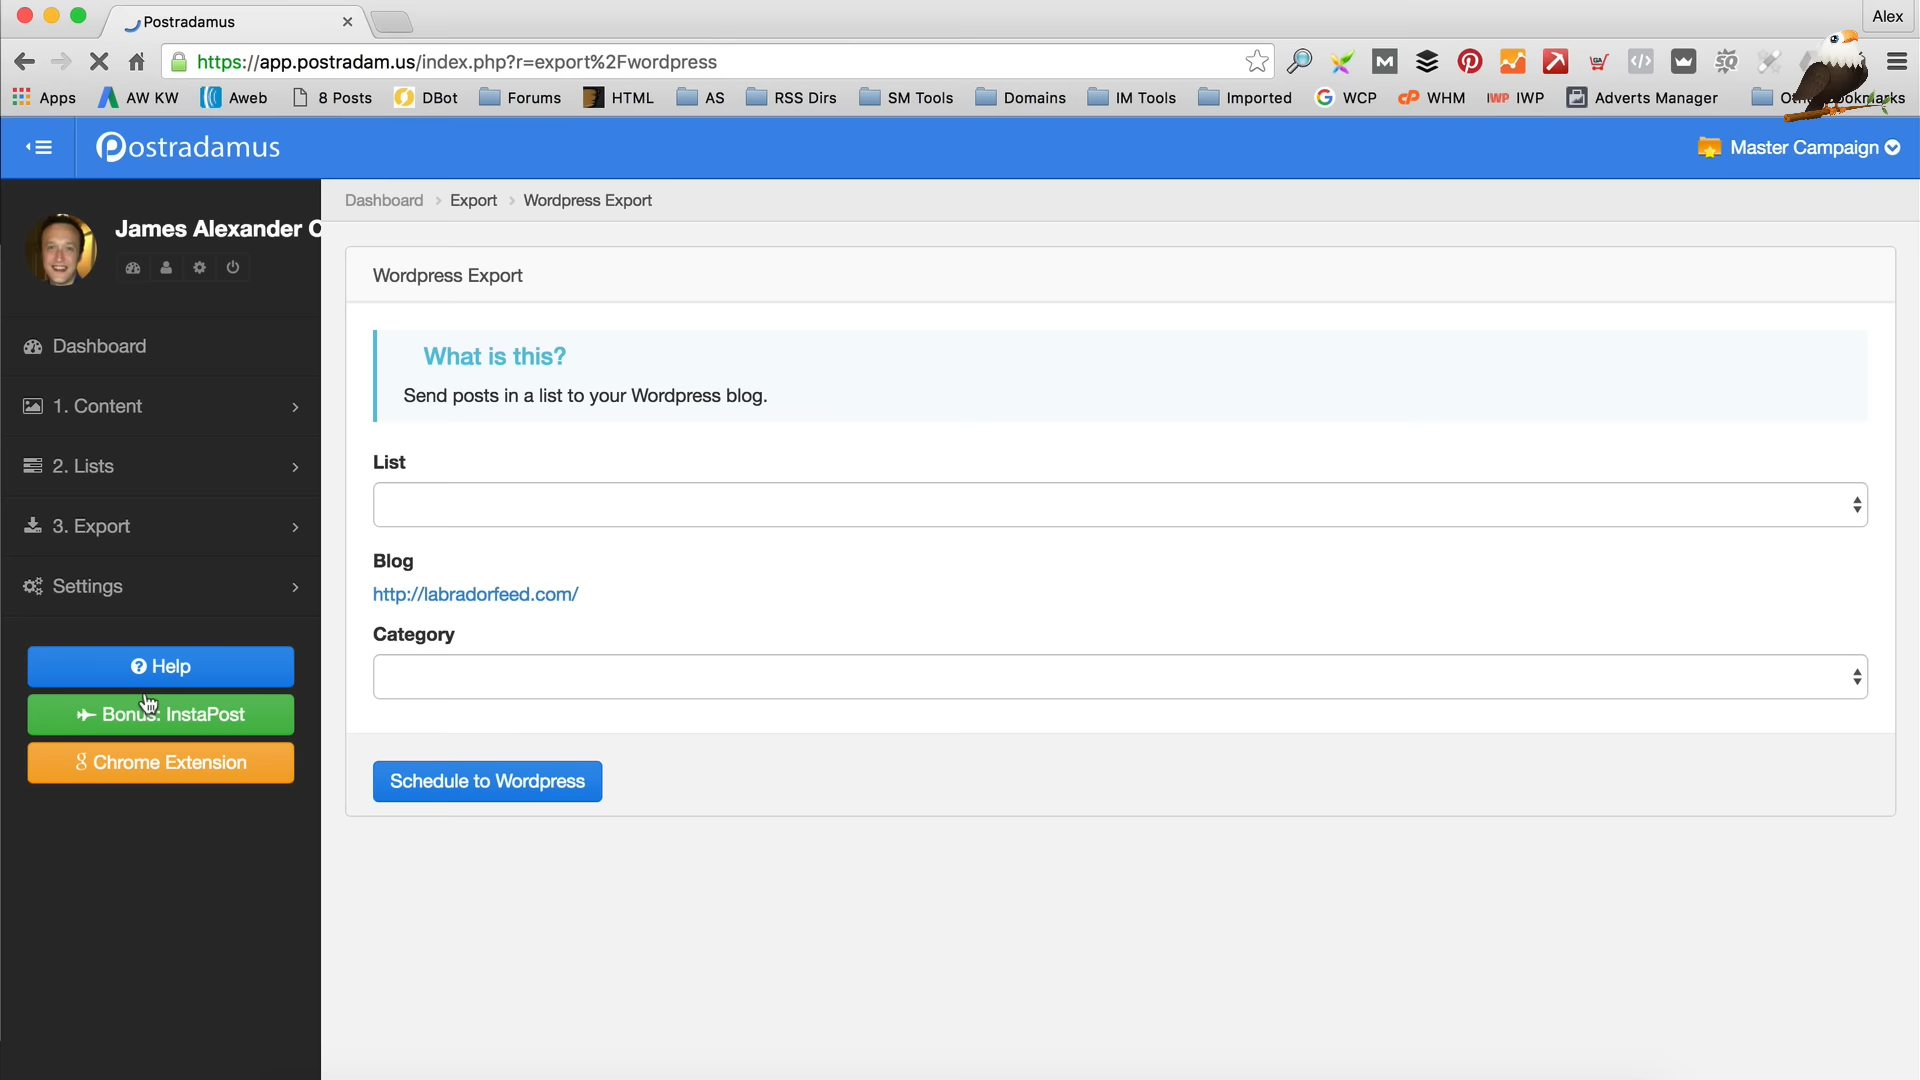 Postradamus
Alex
https://app.postradam.us/index.php?r=export%2Fwordpress
Apps AW KW Aweb 8 Posts DBot Forums HTML AS RSS Dirs SM Tools Domains IM Tools Imported WCP WHM IWP IWP Adverts Manager
Postradamus
Master Campaign
James Alexander C
Dashboard
1. Content
2. Lists
3. Export
Settings
Help
Bonus: InstaPost
Chrome Extension
Dashboard > Export > Wordpress Export
Wordpress Export
What is this?
Send posts in a list to your Wordpress blog.
List
Blog
http://labradorfeed.com/
Category
Schedule to Wordpress